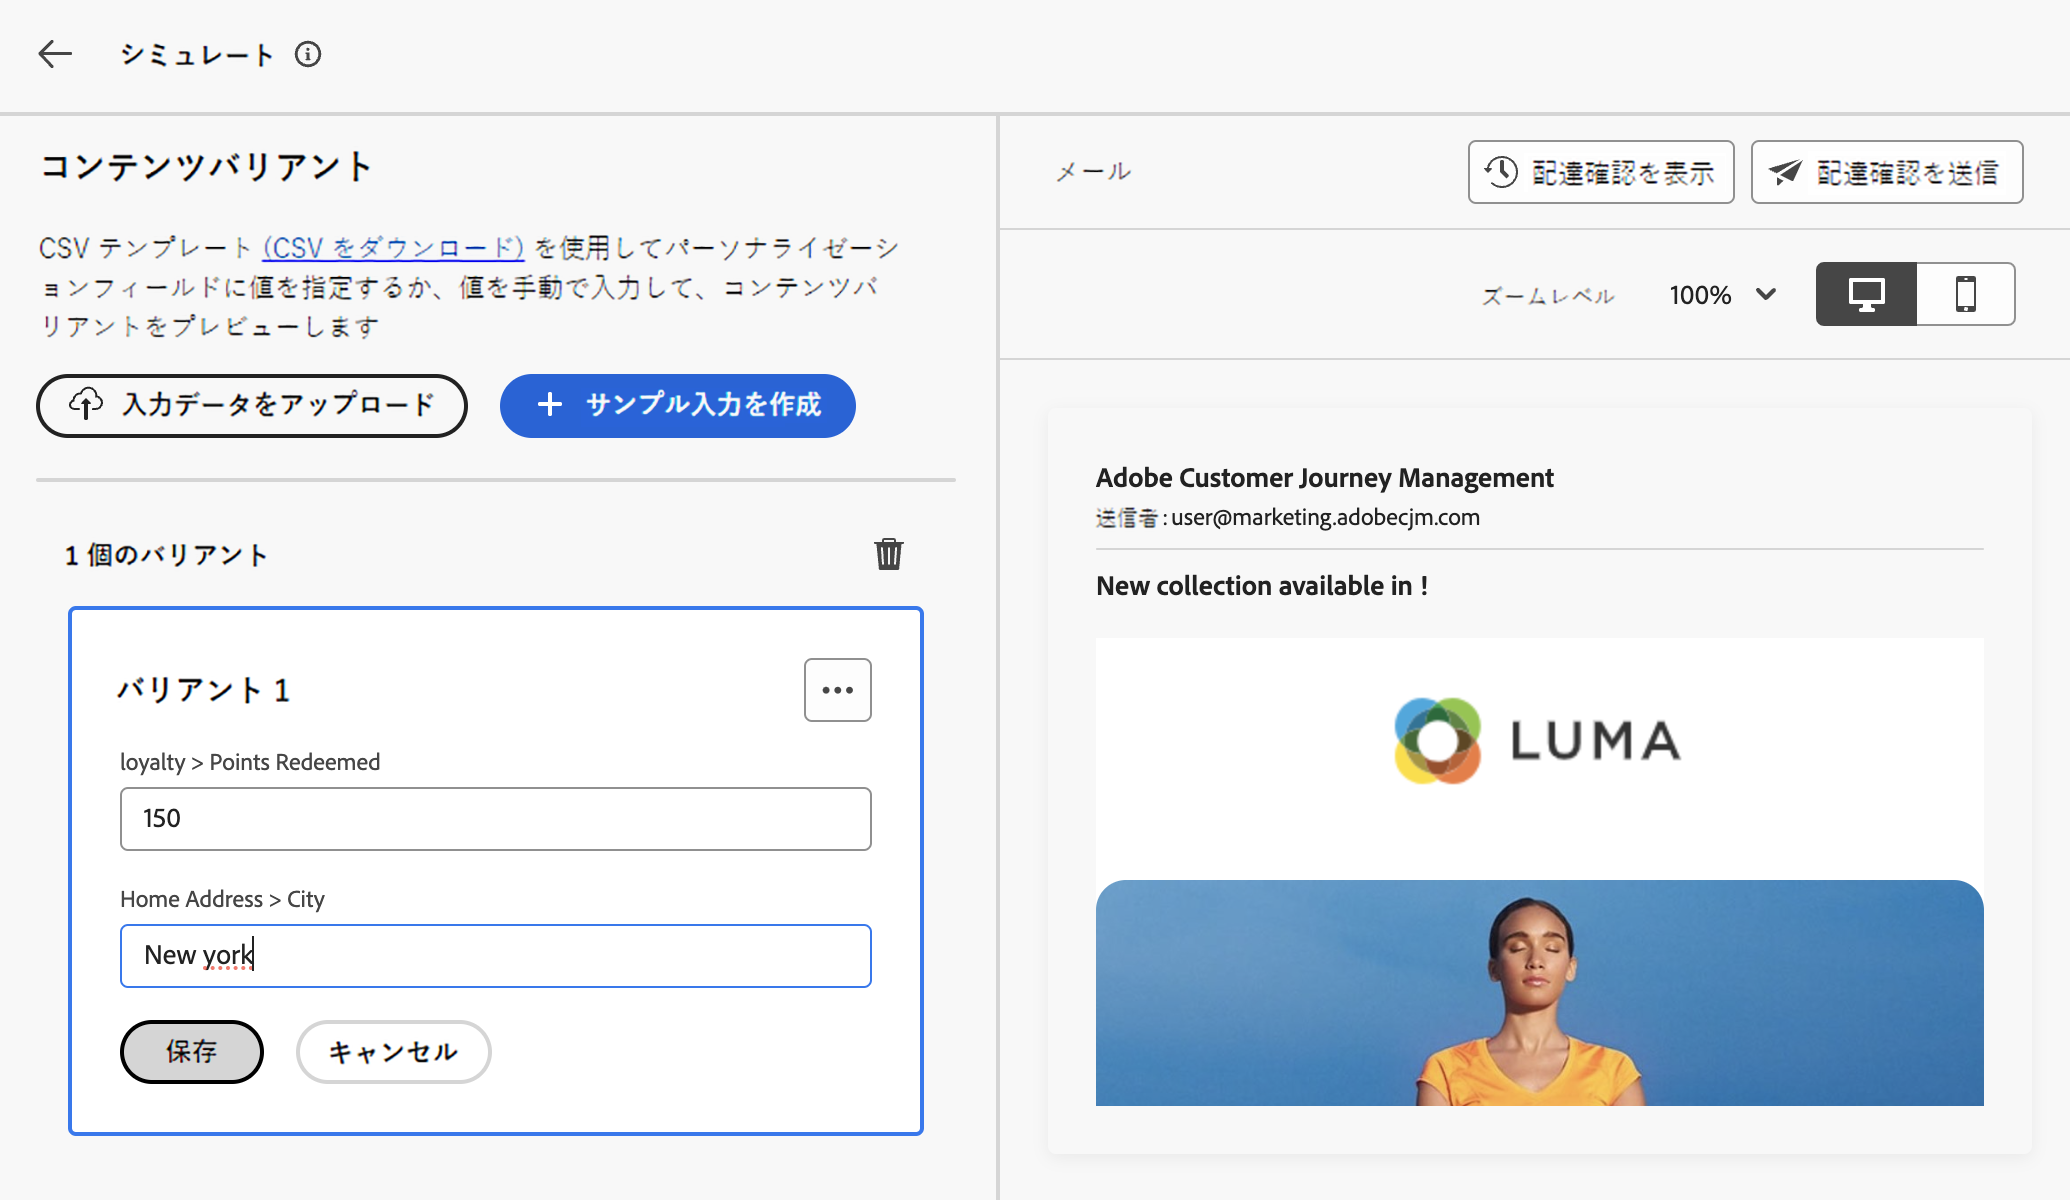 シミュレート
コンテンツバリアント
CSV テンプレート (CSV をダウンロード) を使用してパーソナライゼーシ
ョンフィールドに値を指定するか、値を手動で入力して、コンテンツバ
リアントをプレビューします
入力データをアップロード
サンプル入力を作成
1 個のバリアント
バリアント 1
loyalty > Points Redeemed
150
Home Address > City
New york
保存
キャンセル
メール
配達確認を表示
配達確認を送信
ズームレベル
100%
Adobe Customer Journey Management
送信者 : user@marketing.adobecjm.com
New collection available in !
LUMA